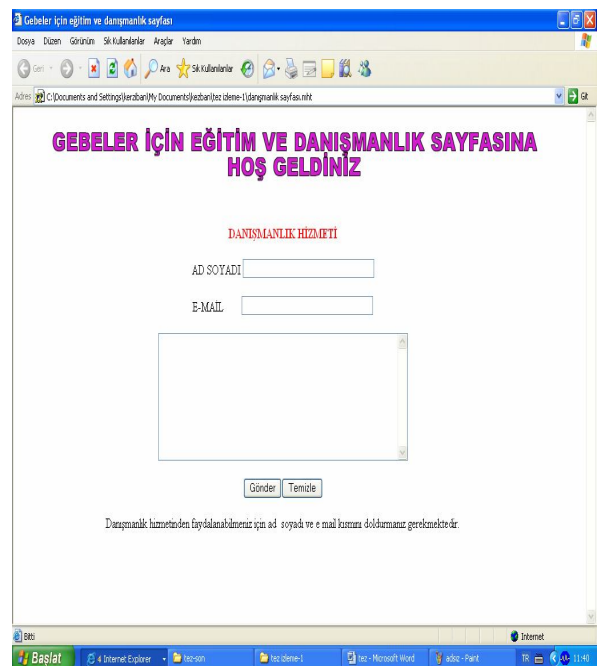 Gebeler için eğitim ve danışmanlık sayfası
Dosya Düzen Görünüm Sık Kullanılanlar Araçlar Yardım
Geri Ara Sık Kullanılanlar
Adres C:\Documents and Settings\kerzban\My Documents\kezban\tez izleme-1\danışmanlık sayfası.mht Git
GEBELER İÇİN EĞİTİM VE DANIŞMANLIK SAYFASINA
HOŞ GELDİNİZ
DANIŞMANLIK HİZMETİ
AD SOYADI
E-MAİL
Gönder Temizle
Danışmanlık hizmetinden faydalanabilmeniz için ad soyadı ve e mail kısmını doldurmanız gerekmektedir.
Bitti Internet
Başlat 4 Internet Explorer tez-son tez izleme-1 tez - Microsoft Word adsız - Paint TR 11:40